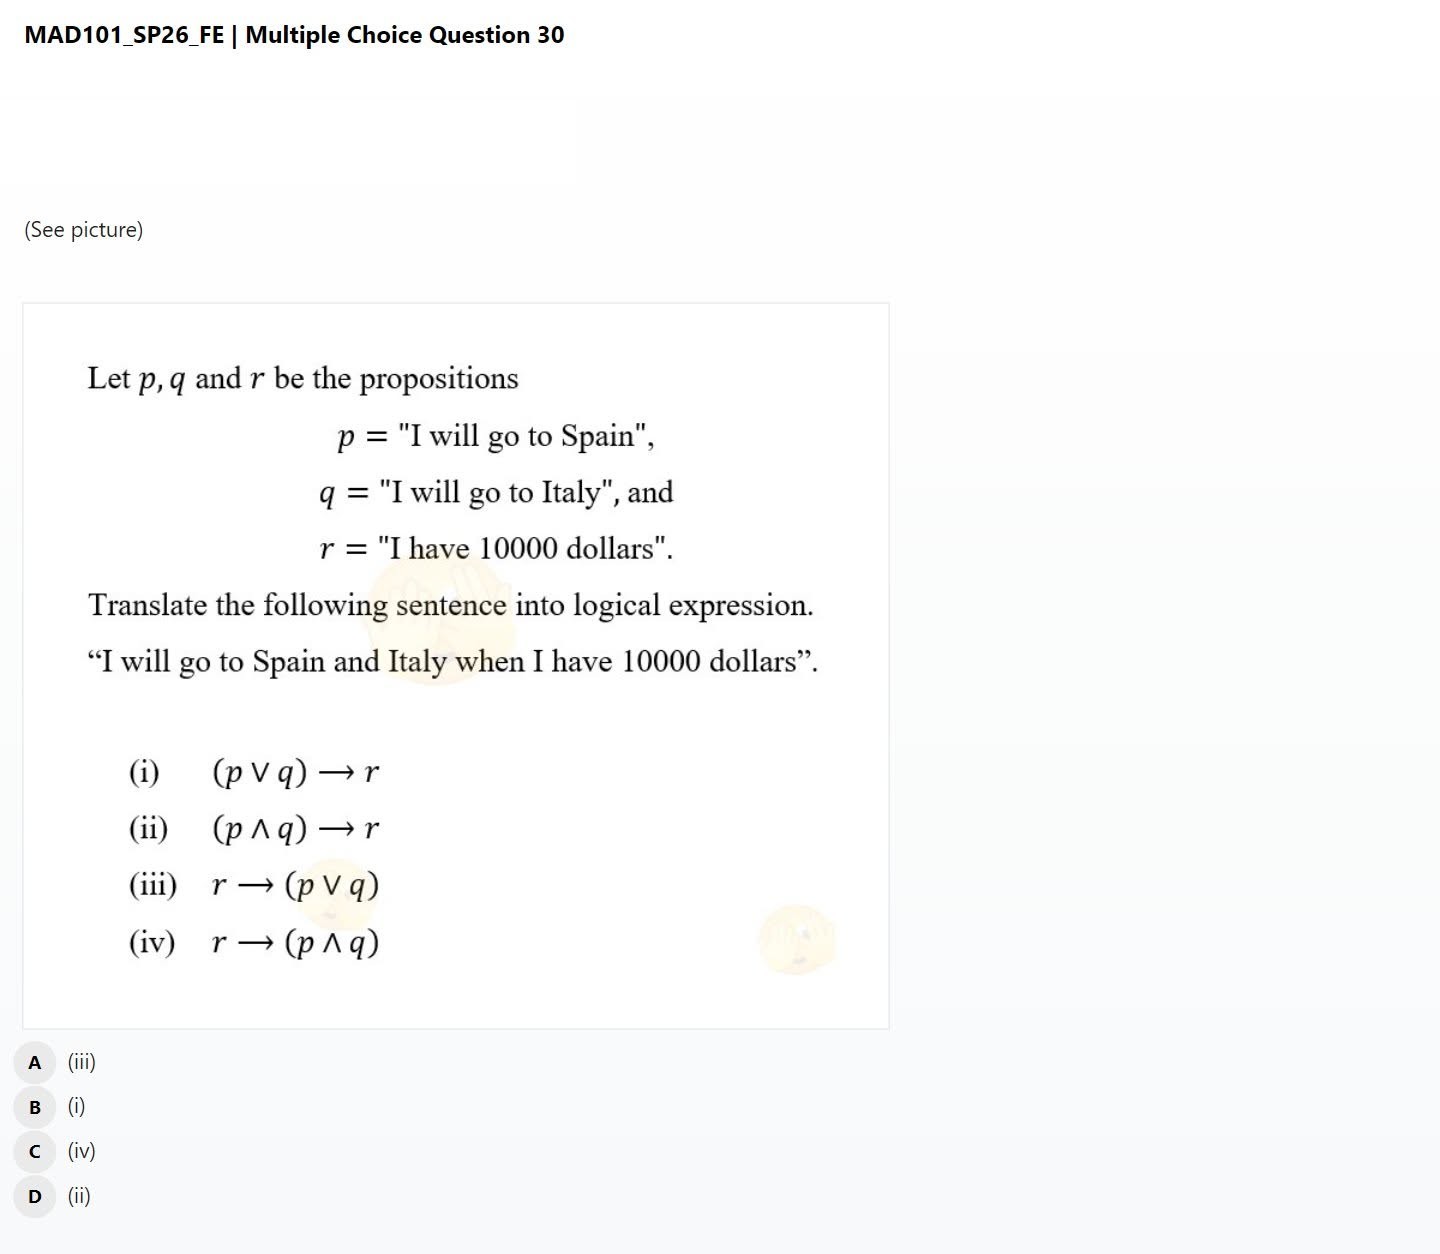 MAD101_SP26_FE | Multiple Choice Question 30
(See picture)
Let p, q and r be the propositions
p = "I will go to Spain",
q = "I will go to Italy", and
r = "I have 10000 dollars".
Translate the following sentence into logical expression.
“I will go to Spain and Italy when I have 10000 dollars”.
(i) (p ∨ q) ⟶ r
(ii) (p ∧ q) ⟶ r
(iii) r ⟶ (p ∨ q)
(iv) r ⟶ (p ∧ q)
A (iii)
B (i)
C (iv)
D (ii)